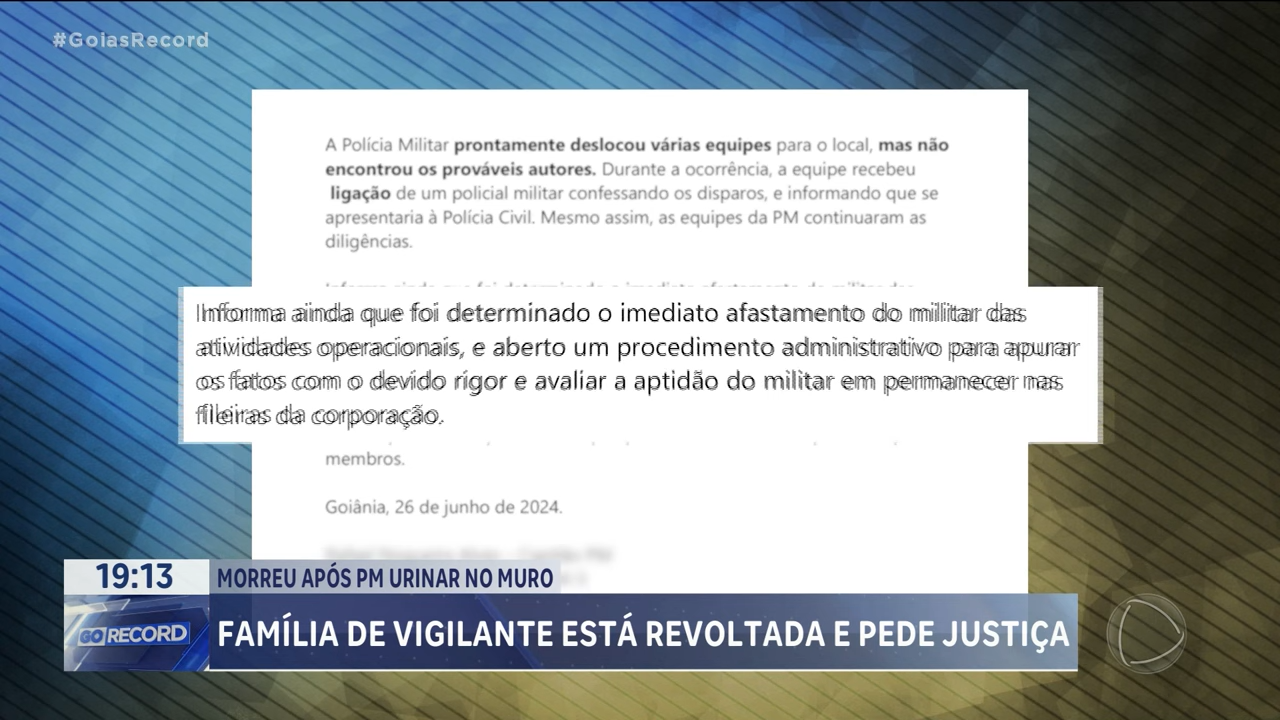 #GoiasRecord
A Polícia Militar prontamente deslocou várias equipes para o local, mas não
encontrou os prováveis autores. Durante a ocorrência, a equipe recebeu
ligação de um policial militar confessando os disparos, e informando que se
apresentaria à Polícia Civil. Mesmo assim, as equipes da PM continuaram as
diligências.
Informa ainda que foi determinado o imediato afastamento do militar das
atividades operacionais, e aberto um procedimento administrativo para apurar
os fatos com o devido rigor e avaliar a aptidão do militar em permanecer nas
fileiras da corporação.
membros.
Goiânia, 26 de junho de 2024.
19:13
MORREU APÓS PM URINAR NO MURO
GO RECORD
FAMÍLIA DE VIGILANTE ESTÁ REVOLTADA E PEDE JUSTIÇA